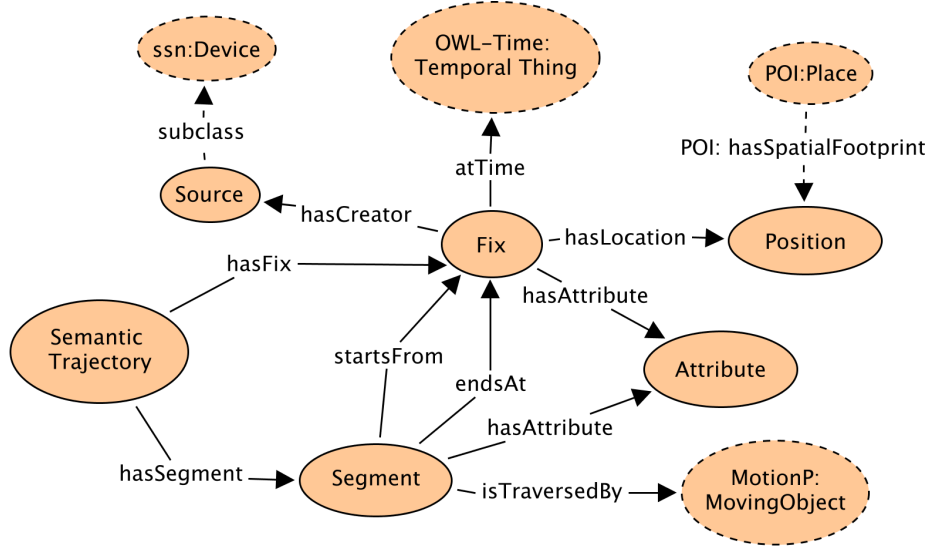 OWL-Time:
Temporal Thing
ssn:Device
POI:Place
subclass
POI: hasSpatialFootprint
atTime
Source
hasCreator
Fix
hasLocation
Position
hasFix
hasAttribute
Semantic
Trajectory
startsFrom
Attribute
endsAt
hasAttribute
hasSegment
Segment
isTraversedBy
MotionP:
MovingObject